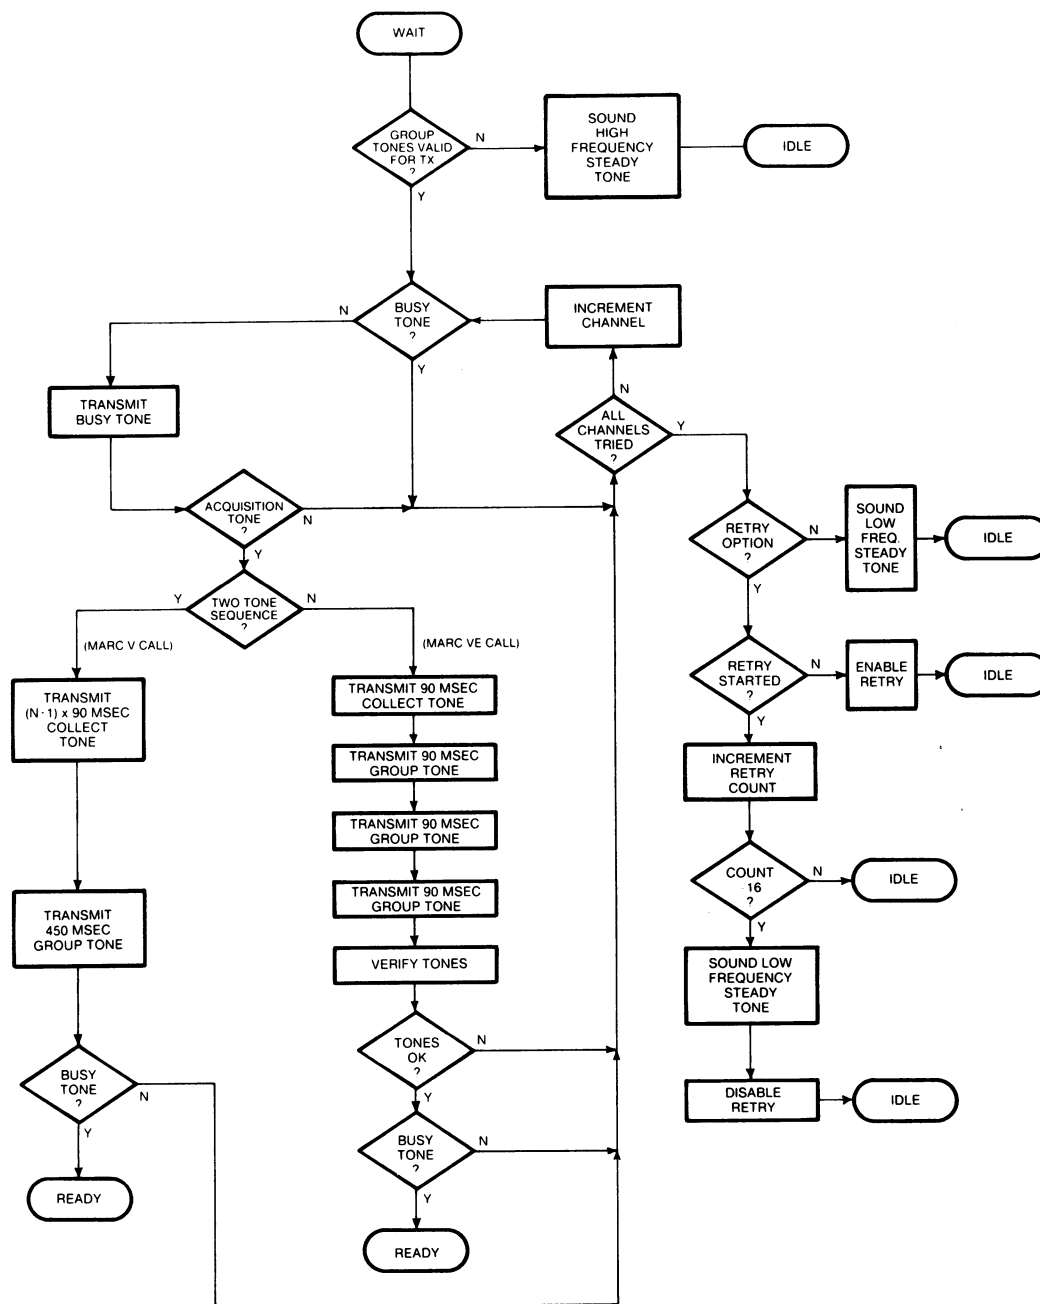 WAIT
GROUP
TONES VALID
FOR TX
?
N
Y
SOUND
HIGH
FREQUENCY
STEADY
TONE
IDLE
N
BUSY
TONE
?
Y
INCREMENT
CHANNEL
N
TRANSMIT
BUSY TONE
ALL
CHANNELS
TRIED
?
Y
ACQUISITION
TONE
?
N
Y
RETRY
OPTION
?
N
Y
SOUND
LOW
FREQ.
STEADY
TONE
IDLE
Y
TWO TONE
SEQUENCE
?
N
(MARC V CALL)
(MARC VE CALL)
RETRY
STARTED
?
N
Y
ENABLE
RETRY
IDLE
TRANSMIT
(N-1) x 90 MSEC
COLLECT
TONE
TRANSMIT 90 MSEC
COLLECT TONE
TRANSMIT 90 MSEC
GROUP TONE
TRANSMIT 90 MSEC
GROUP TONE
TRANSMIT 90 MSEC
GROUP TONE
VERIFY TONES
INCREMENT
RETRY
COUNT
COUNT
16
?
N
Y
IDLE
TRANSMIT
450 MSEC
GROUP TONE
SOUND LOW
FREQUENCY
STEADY
TONE
TONES
OK
?
N
Y
BUSY
TONE
?
N
Y
DISABLE
RETRY
IDLE
BUSY
TONE
?
N
Y
READY
READY